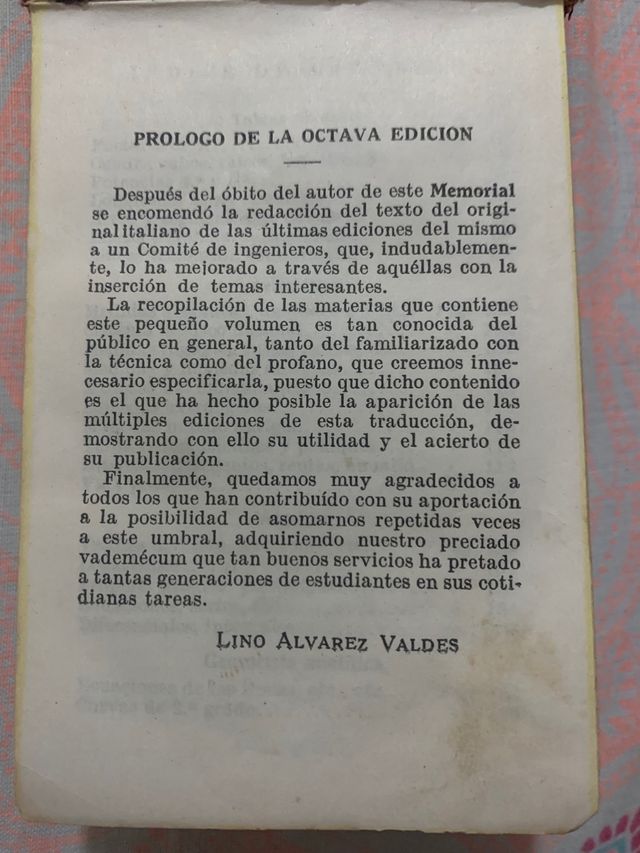 PROLOGO DE LA OCTAVA EDICION
Después del óbito del autor de este Memorial
se encomendó la redacción del texto del origi-
nal italiano de las últimas ediciones del mismo
a un Comité de ingenieros, que, indudablemen-
te, lo ha mejorado a través de aquéllas con la
inserción de temas interesantes.
La recopilación de las materias que contiene
este pequeño volumen es tan conocida del
público en general, tanto del familiarizado con
la técnica como del profano, que creemos inne-
cesario especificarla, puesto que dicho contenido
es el que ha hecho posible la aparición de las
múltiples ediciones de esta traducción, de-
mostrando con ello su utilidad y el acierto de
su publicación.
Finalmente, quedamos muy agradecidos a
todos los que han contribuído con su aportación
a la posibilidad de asomarnos repetidas veces
a este umbral, adquiriendo nuestro preciado
vademécum que tan buenos servicios ha pretado
a tantas generaciones de estudiantes en sus coti-
dianas tareas.
LINO ALVAREZ VALDES